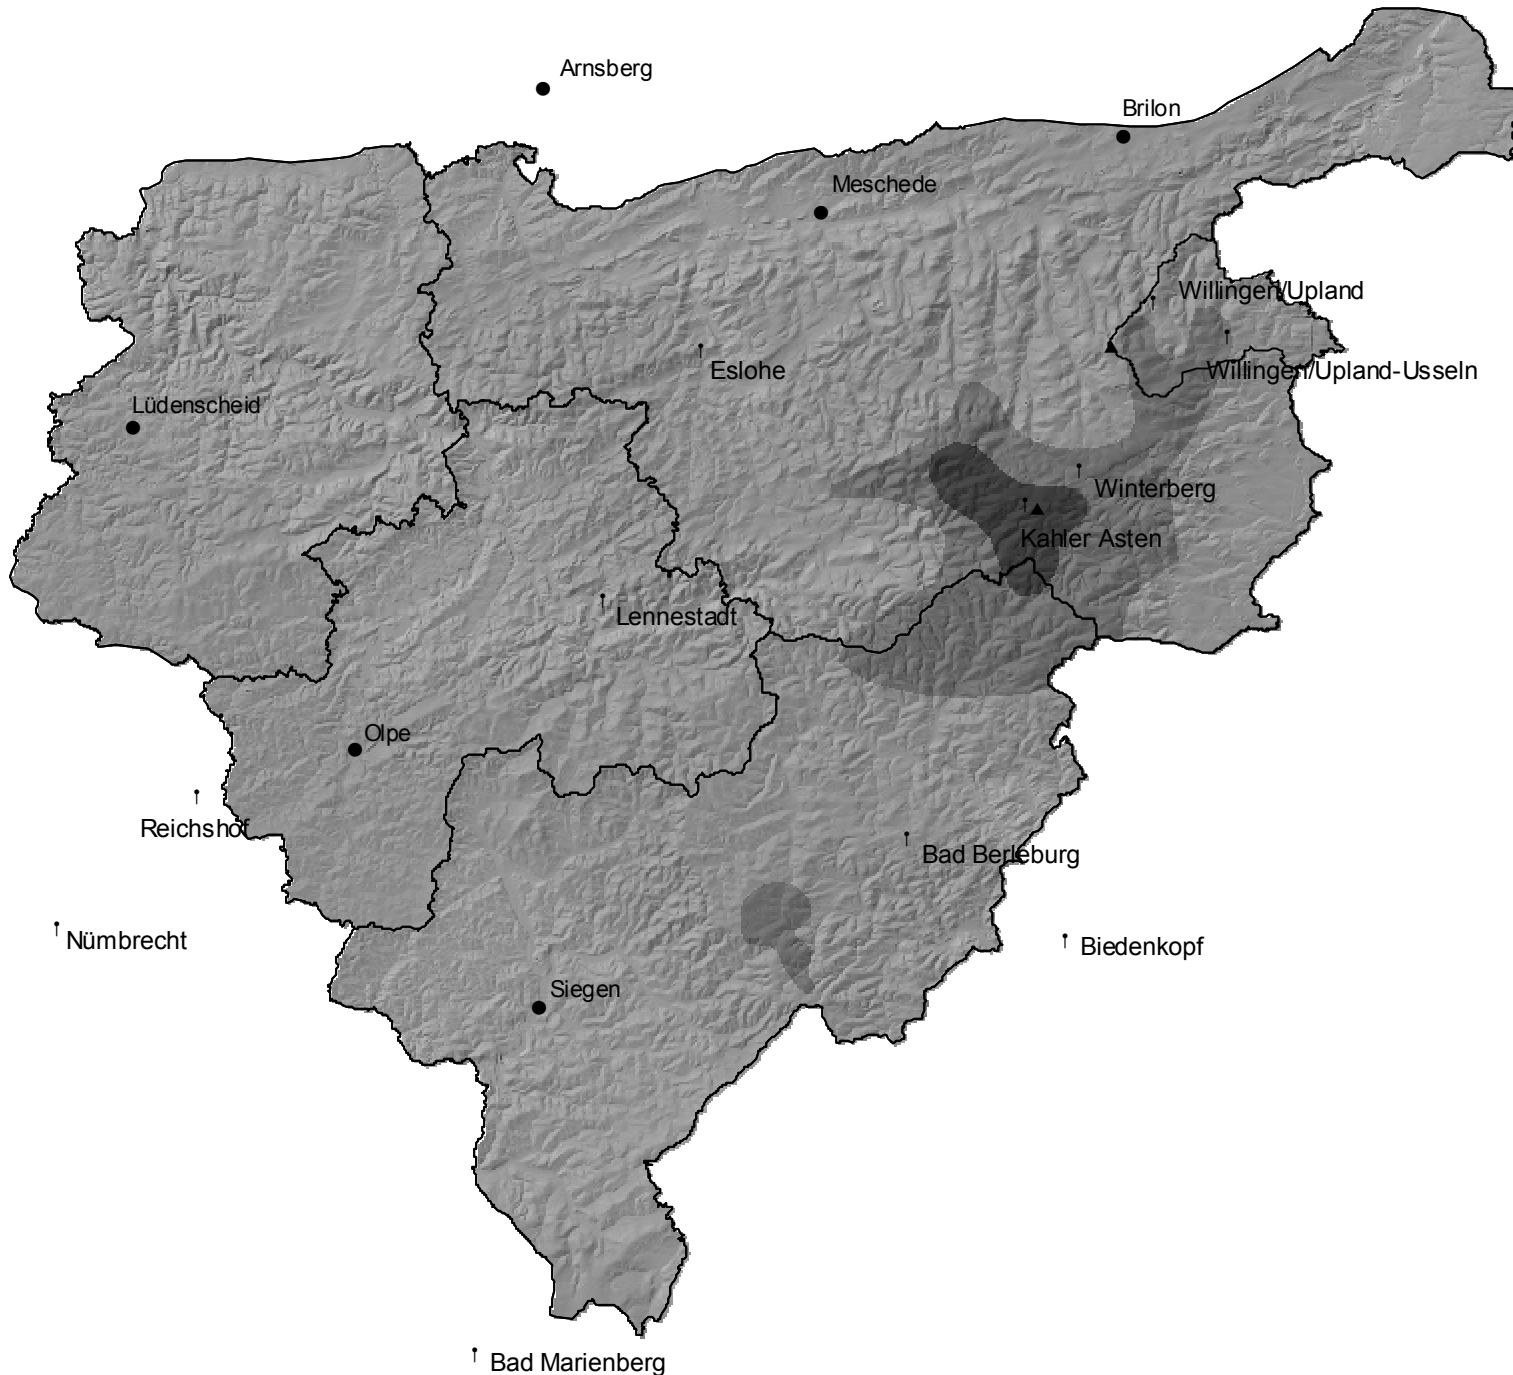 Arnsberg
Brilon
Meschede
Willingen/Upland
Eslohe
Willingen/Upland-Usseln
Lüdenscheid
Winterberg
Kahler Asten
Lennestadt
Olpe
Reichshof
Bad Berleburg
Nümbrecht
Biedenkopf
Siegen
Bad Marienberg